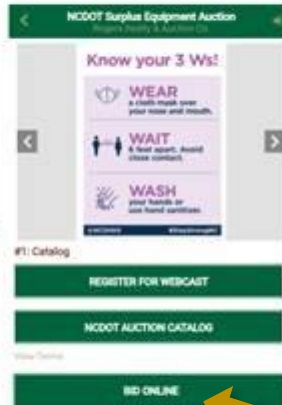 NCDOT Surplus Equipment Auction
Rogers Realty & Auction Co.
Know your 3 Ws!
WEAR
a cloth mask over
your nose and mouth.
WAIT
6 feet apart. Avoid
close contact.
WASH
your hands or
use hand sanitizer.
#StayStrongNC
#1: Catalog
REGISTER FOR WEBCAST
NCDOT AUCTION CATALOG
View Terms
BID ONLINE